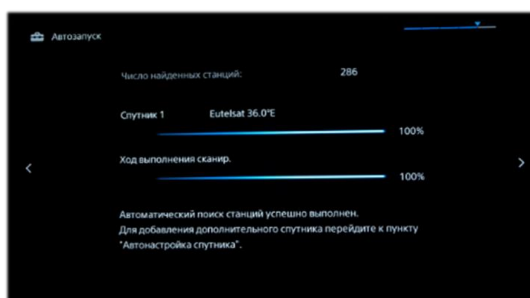 Автозапуск
Число найденных станций: 286
Спутник 1 Eutelsat 36.0°E
100%
Ход выполнения сканир.
100%
Автоматический поиск станций успешно выполнен.
Для добавления дополнительного спутника перейдите к пункту
"Автонастройка спутника".